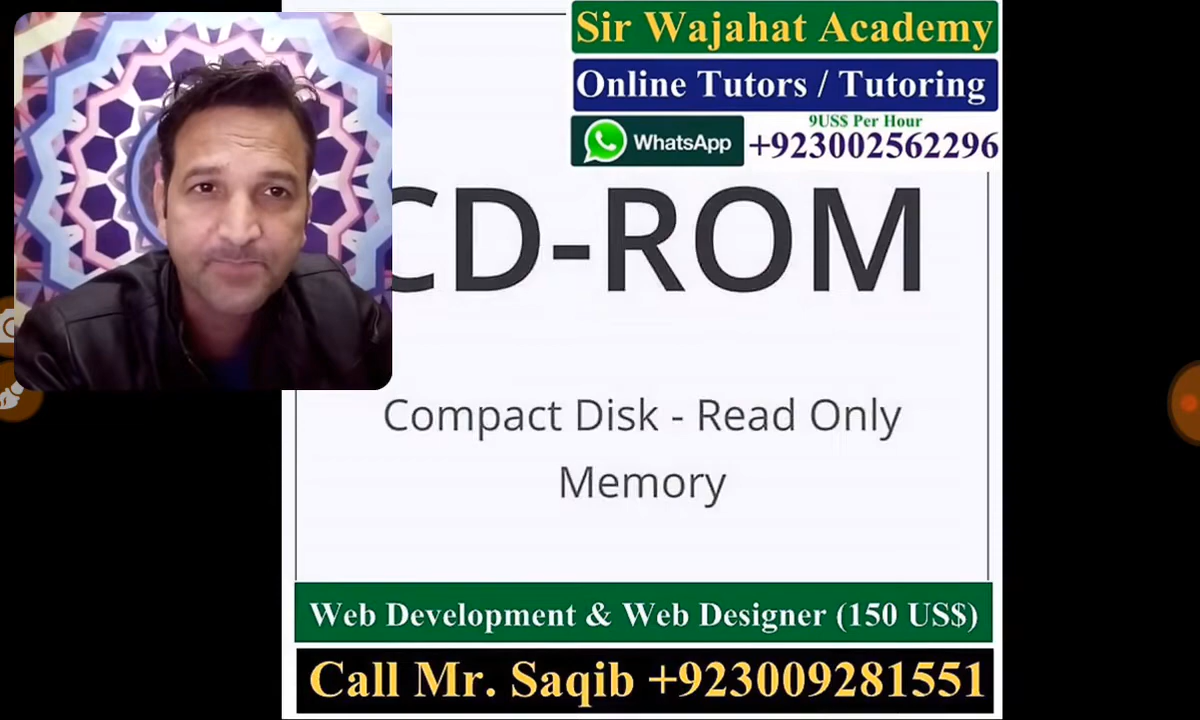 Sir Wajahat Academy
Online Tutors / Tutoring
9US$ Per Hour
WhatsApp +923002562296
CD-ROM
Compact Disk - Read Only
Memory
Web Development & Web Designer (150 US$)
Call Mr. Saqib +923009281551